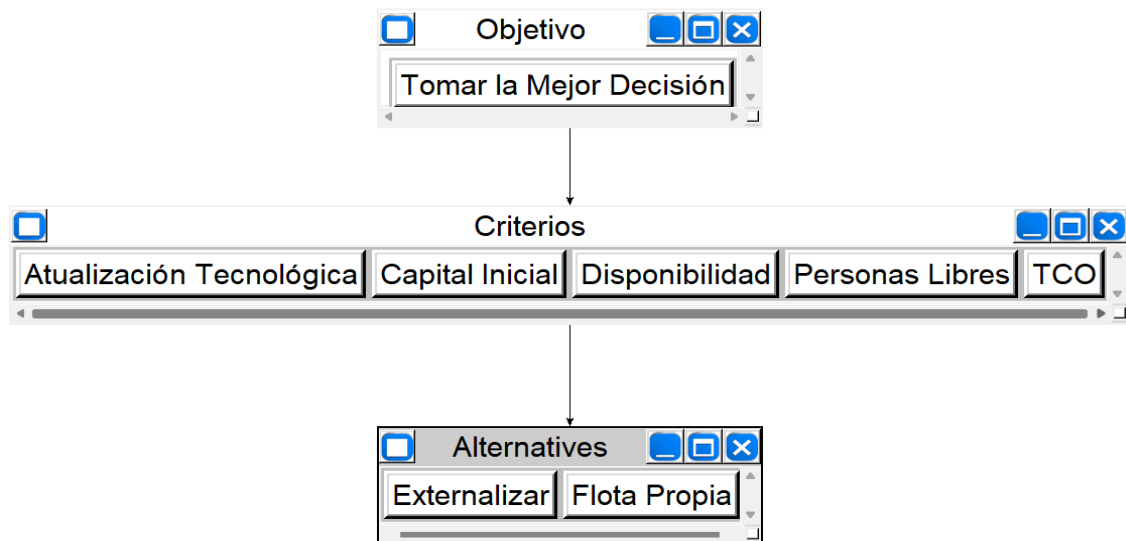 Objetivo
Tomar la Mejor Decisión
Criterios
Atualización Tecnológica Capital Inicial Disponibilidad Personas Libres TCO
Alternatives
Externalizar Flota Propia